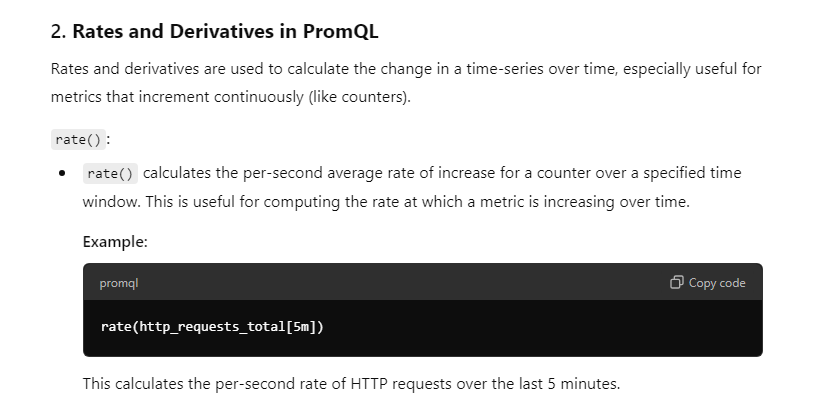 2. Rates and Derivatives in PromQL
Rates and derivatives are used to calculate the change in a time-series over time, especially useful for
metrics that increment continuously (like counters).
rate() :
• rate() calculates the per-second average rate of increase for a counter over a specified time
window. This is useful for computing the rate at which a metric is increasing over time.
Example:
promql Copy code
rate(http_requests_total[5m])
This calculates the per-second rate of HTTP requests over the last 5 minutes.